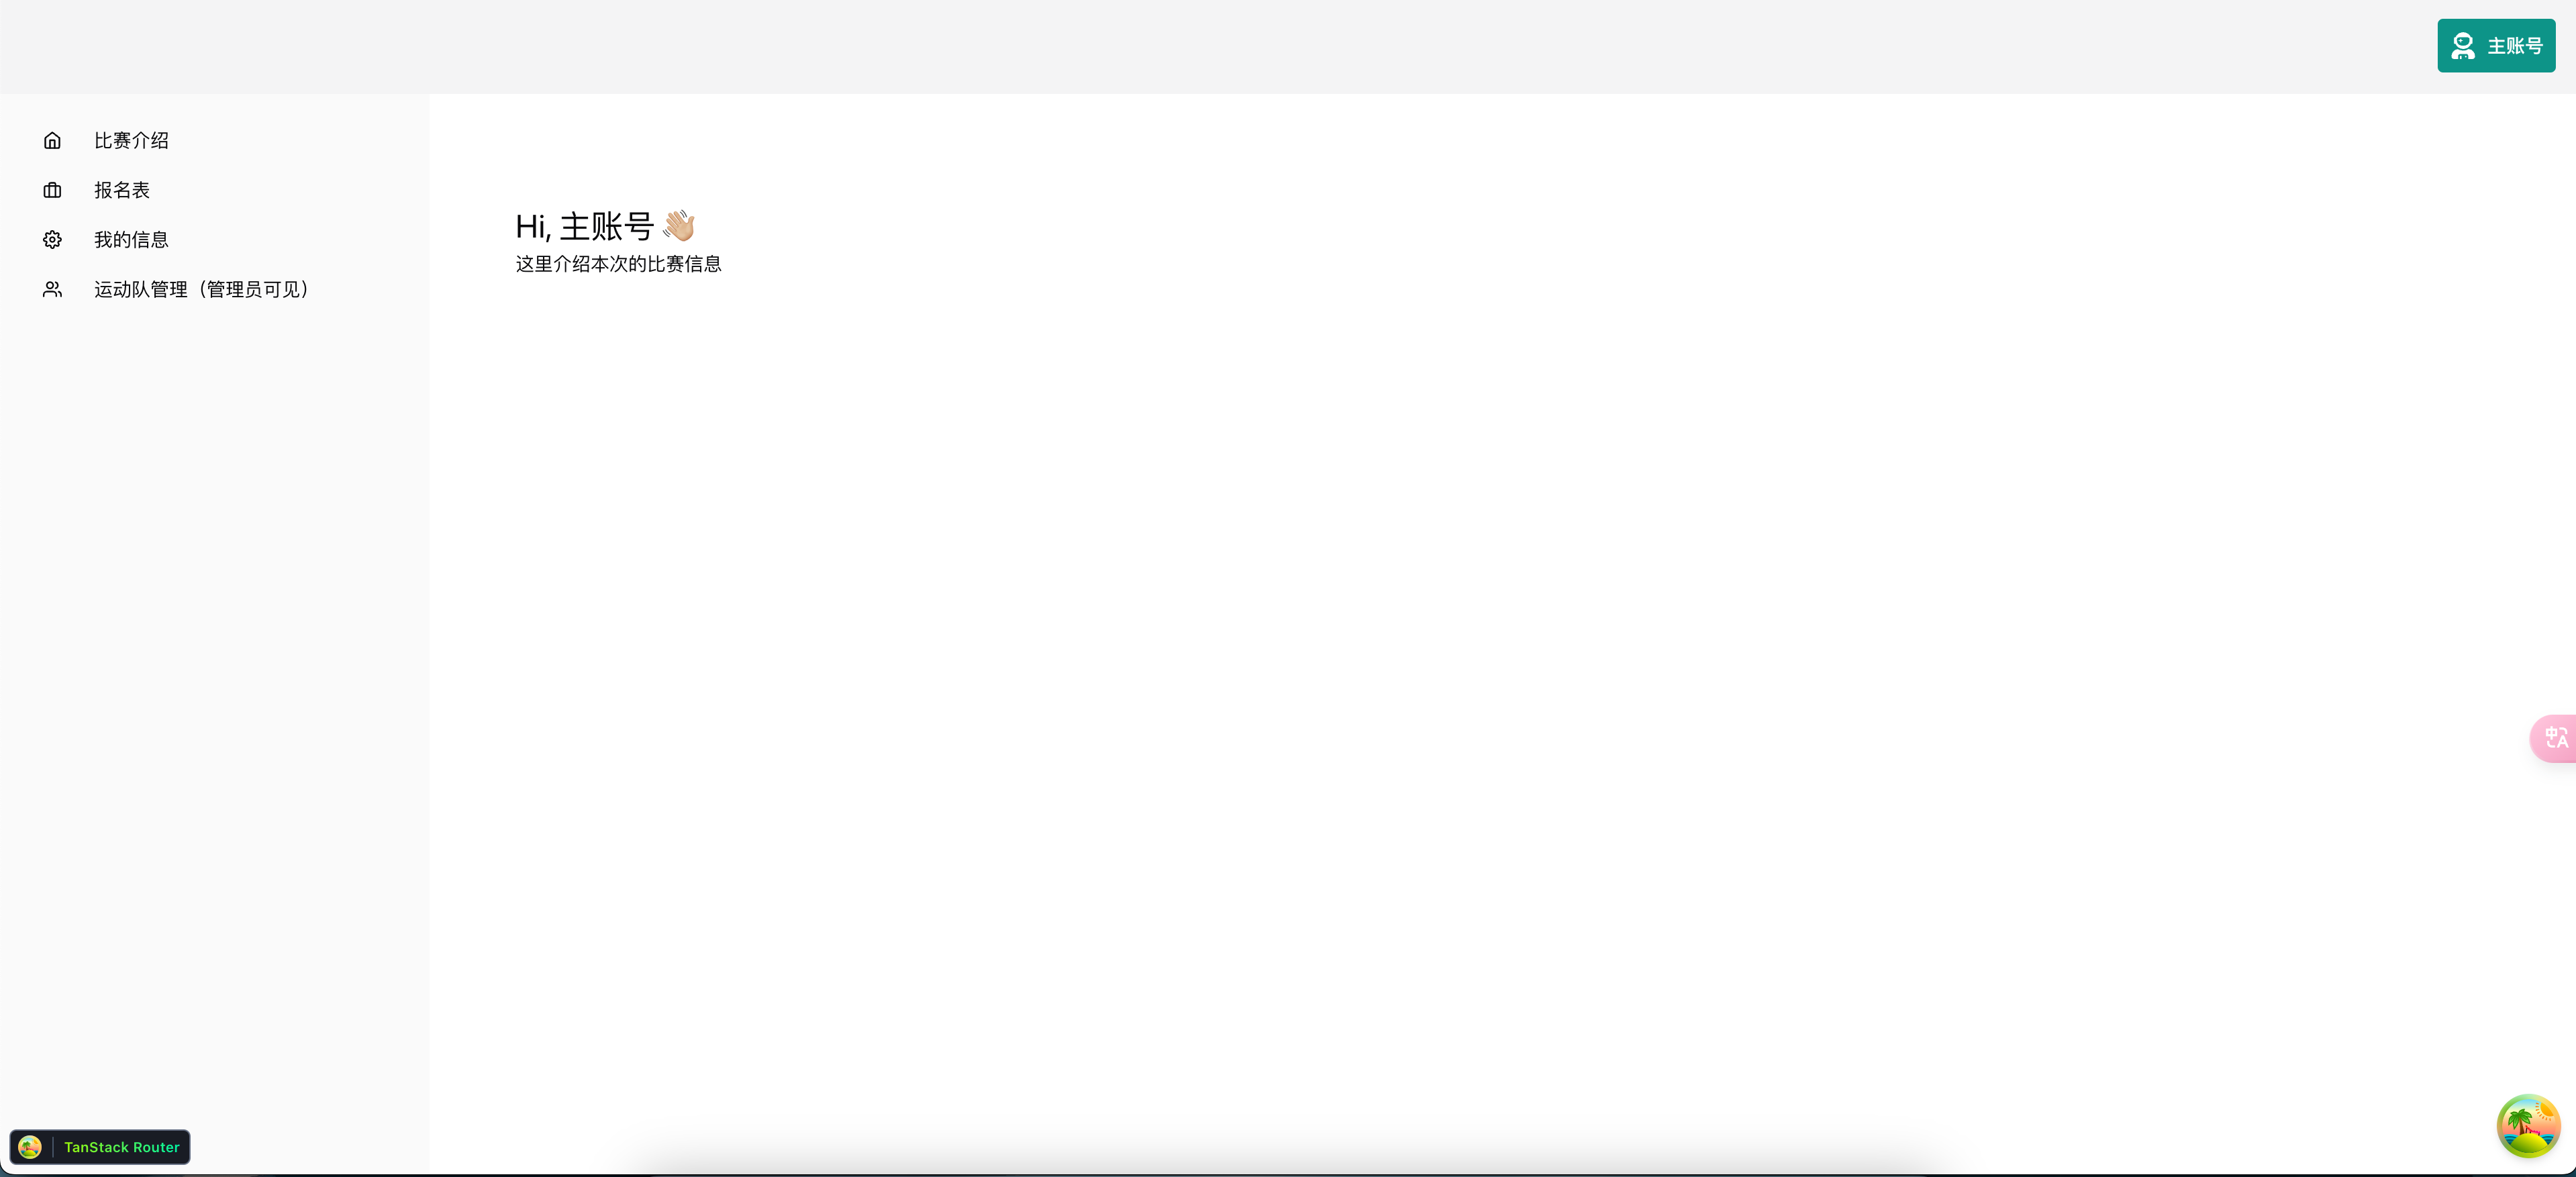 主账号
比赛介绍
报名表
我的信息
运动队管理（管理员可见）
Hi, 主账号 👋🏼
这里介绍本次的比赛信息
中 A
TanStack Router